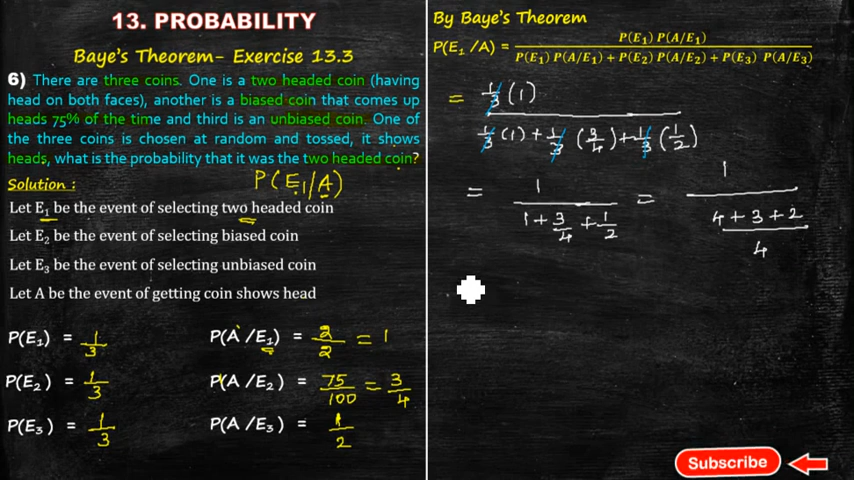 13. PROBABILITY
Baye's Theorem- Exercise 13.3
6) There are three coins. One is a two headed coin (having
head on both faces), another is a biased coin that comes up
heads 75% of the time and third is an unbiased coin. One of
the three coins is chosen at random and tossed, it shows
heads, what is the probability that it was the two headed coin?
Solution :
P(E₁/A)
Let E₁ be the event of selecting two headed coin
Let E₂ be the event of selecting biased coin
Let E₃ be the event of selecting unbiased coin
Let A be the event of getting coin shows head
P(E₁) = 1/3 P(A /E₁) = 2/2 = 1
P(E₂) = 1/3 P(A /E₂) = 75/100 = 3/4
P(E₃) = 1/3 P(A /E₃) = 1/2
By Baye's Theorem
P(E₁ /A) = P(E₁) P(A/E₁) / P(E₁) P(A/E₁) + P(E₂) P(A/E₂) + P(E₃) P(A/E₃)
= 1/3 (1) / 1/3 (1) + 1/3 (3/4) + 1/3 (1/2)
= 1 / 1 + 3/4 + 1/2 = 1 / 4 + 3 + 2 / 4
Subscribe